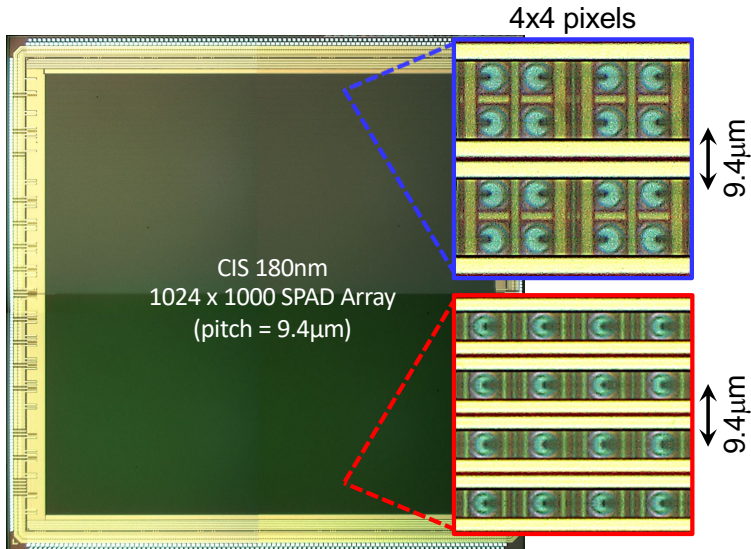 4x4 pixels
9.4μm
CIS 180nm
1024 x 1000 SPAD Array
(pitch = 9.4μm)
9.4μm